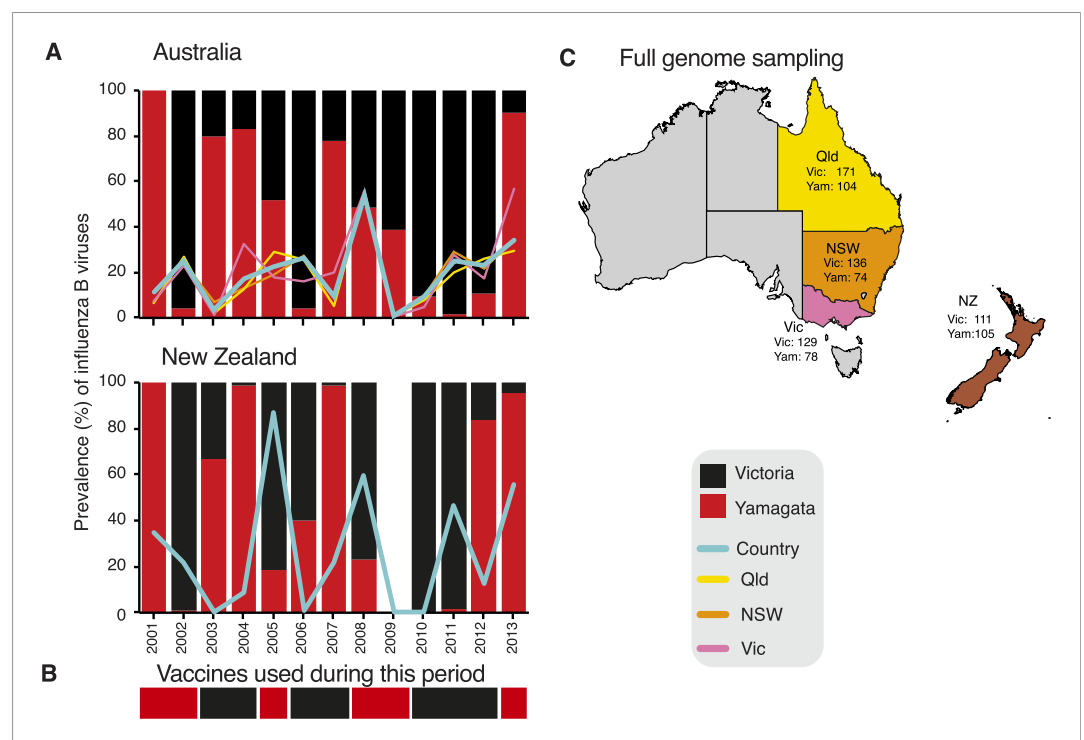 A
Australia
Prevalence (%) of influenza B viruses
100
80
60
40
20
0
New Zealand
100
80
60
40
20
0
2001
2002
2003
2004
2005
2006
2007
2008
2009
2010
2011
2012
2013
B
Vaccines used during this period
C
Full genome sampling
Qld
Vic: 171
Yam: 104
NSW
Vic: 136
Yam: 74
Vic
Vic: 129
Yam: 78
NZ
Vic: 111
Yam:105
Victoria
Yamagata
Country
Qld
NSW
Vic